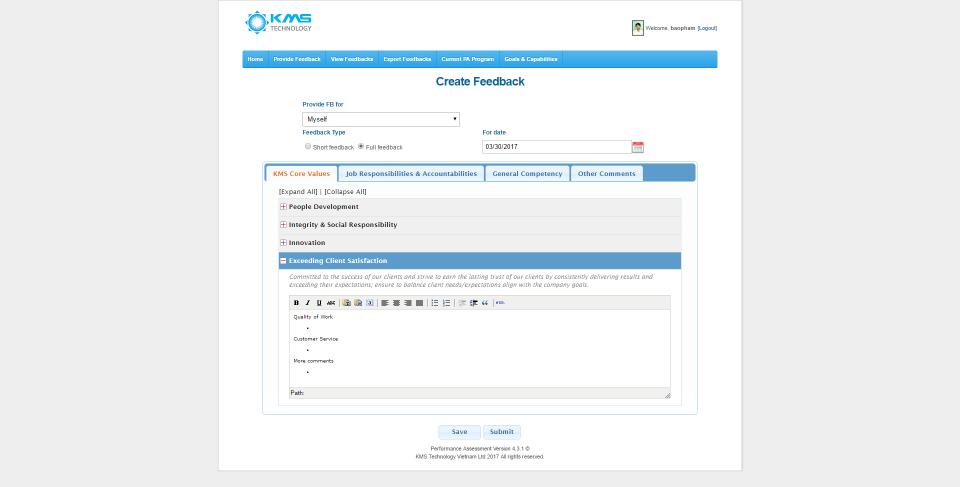 KMS
TECHNOLOGY
Welcome, baopham [Logout]
Home Provide Feedback View Feedbacks Export Feedbacks Current PA Program Goals & Capabilities
Create Feedback
Provide FB for
Myself
Feedback Type For date
Short feedback Full feedback 03/30/2017
KMS Core Values Job Responsibilities & Accountabilities General Competency Other Comments
[Expand All] | [Collapse All]
People Development
Integrity & Social Responsibility
Innovation
Exceeding Client Satisfaction
Committed to the success of our clients and strive to earn the lasting trust of our clients by consistently delivering results and
exceeding their expectations; ensure to balance client needs/expectations align with the company goals.
B I U ABC HTML
Quality of Work
•
Customer Service
•
More comments
•
Path:
Save Submit
Performance Assessment Version 4.3.1 ©
KMS Technology Vietnam Ltd 2017 All rights reserved.